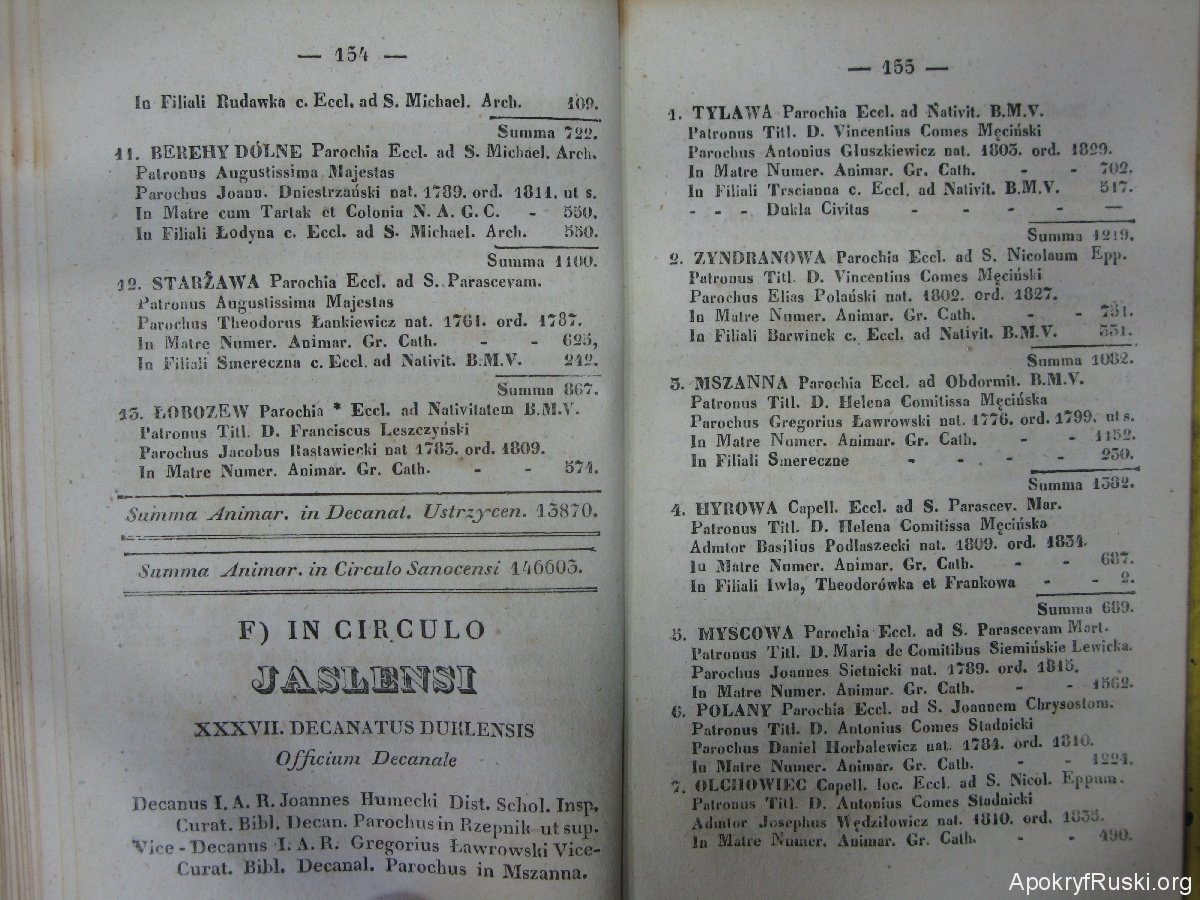 — 154 —
In Filiali Rudawka c. Eccl. ad S. Michael. Arch. 109.
Summa 722.
11. BEREHY DÓLNE Parochia Eccl. ad S. Michael. Arch.
Patronus Augustissima Majestas
Parochus Joann. Dniestrzański nat. 1789. ord. 1811. ut s.
In Matre cum Tartak et Colonia N. A. G. C. - 550.
In Filiali Łodyna c. Eccl. ad S. Michael. Arch. 550.
Summa 1100.
12. STARZAWA Parochia Eccl. ad S. Parascevam.
Patronus Augustissima Majestas
Parochus Theodorus Łankiewicz nat. 1761. ord. 1787.
In Matre Numer. Animar. Gr. Cath. - - 625,
In Filiali Smereczna c. Eccl. ad Nativit. B.M.V. 242.
Summa 867.
13. ŁOBOZEW Parochia * Eccl. ad Nativitatem B.M.V.
Patronus Titl. D. Franciscus Leszczyński
Parochus Jacobus Rastawiecki nat 1783. ord. 1809.
In Matre Numer. Animar. Gr. Cath. - - 574.
Summa Animar. in Decanat. Ustrzycen. 13870.
Summa Animar. in Circulo Sanocensi 146603.
F) IN CIRCULO
JASLENSI
XXXVII. DECANATUS DUKLENSIS
Officium Decanale
Decanus I. A. R. Joannes Humecki Dist. Schol. Insp.
Curat. Bibl. Decan. Parochus in Rzepnik ut sup.
Vice-Decanus I. A. R. Gregorius Ławrowski Vice-
Curat. Bibl. Decanal. Parochus in Mszanna.
— 155 —
1. TYLAWA Parochia Eccl. ad Nativit. B.M.V.
Patronus Titl. D. Vincentius Comes Męciński
Parochus Antonius Głuszkiewicz nat. 1803. ord. 1829.
In Matre Numer. Animar. Gr. Cath. - - 702.
In Filiali Trscianna c. Eccl. ad Nativit. B.M.V. 517.
- - - Dukla Civitas - - - - —
Summa 1219.
2. ZYNDRANOWA Parochia Eccl. ad S. Nicolaum Epp.
Patronus Titl. D. Vincentius Comes Męciński
Parochus Elias Polański nat. 1802. ord. 1827.
In Matre Numer. Animar. Gr. Cath. - - 751.
In Filiali Barwinek c. Eccl. ad Nativit. B.M.V. 331.
Summa 1082.
3. MSZANNA Parochia Eccl. ad Obdormit. B.M.V.
Patronus Titl. D. Helena Comitissa Męcińska
Parochus Gregorius Ławrowski nat. 1776. ord. 1799. ut s.
In Matre Numer. Animar. Gr. Cath. - - 1152.
In Filiali Smereczne - - - - 230.
Summa 1382.
4. HYROWA Capell. Eccl. ad S. Parascev. Mar.
Patronus Titl. D. Helena Comitissa Męcińska
Admtor Basilius Podlaszecki nat. 1809. ord. 1834.
In Matre Numer. Animar. Gr. Cath. - - 687.
In Filiali Iwla, Theodorówka et Frankowa - - 2.
Summa 689.
5. MYSCOWA Parochia Eccl. ad S. Parascevam Mart.
Patronus Titl. D. Maria de Comitibus Siemińskie Lewicka.
Parochus Joannes Sietnicki nat. 1789. ord. 1815.
In Matre Numer. Animar. Gr. Cath. - - 1562.
6. POLANY Parochia Eccl. ad S. Joannem Chrysostom.
Patronus Titl. D. Antonius Comes Stadnicki
Parochus Daniel Horbalewicz nat. 1784. ord. 1810.
In Matre Numer. Animar. Gr. Cath. - - 1224.
7. OLCHOWIEC Capell. loc. Eccl. ad S. Nicol. Eppum.
Patronus Titl. D. Antonius Comes Stadnicki
Admtor Josephus Wędziłowicz nat. 1810. ord. 1835.
In Matre Numer. Animar. Gr. Cath. - - 490.
ApokryfRuski.org